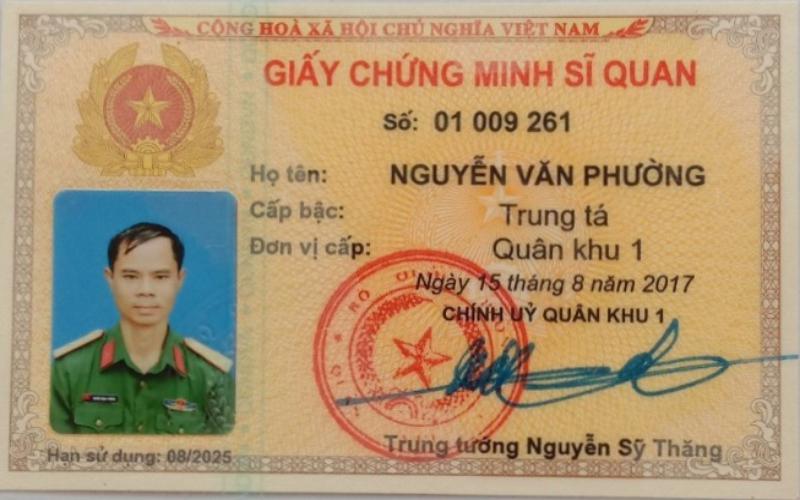 CỘNG HOÀ XÃ HỘI CHỦ NGHĨA VIỆT NAM
GIẤY CHỨNG MINH SĨ QUAN
Số: 01 009 261
Họ tên: NGUYỄN VĂN PHƯỜNG
Cấp bậc: Trung tá
Đơn vị cấp: Quân khu 1
Ngày 15 tháng 8 năm 2017
CHÍNH UỶ QUÂN KHU 1
Trung tướng Nguyễn Sỹ Thăng
Hạn sử dụng: 08/2025